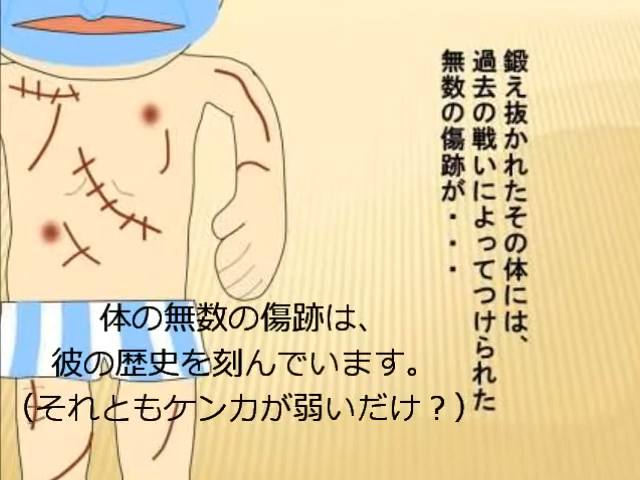 鍛え抜かれたその体には、
過去の戦いによってつけられた
無数の傷跡が・・・
体の無数の傷跡は、
彼の歴史を刻んでいます。
（それともケンカが弱いだけ？）